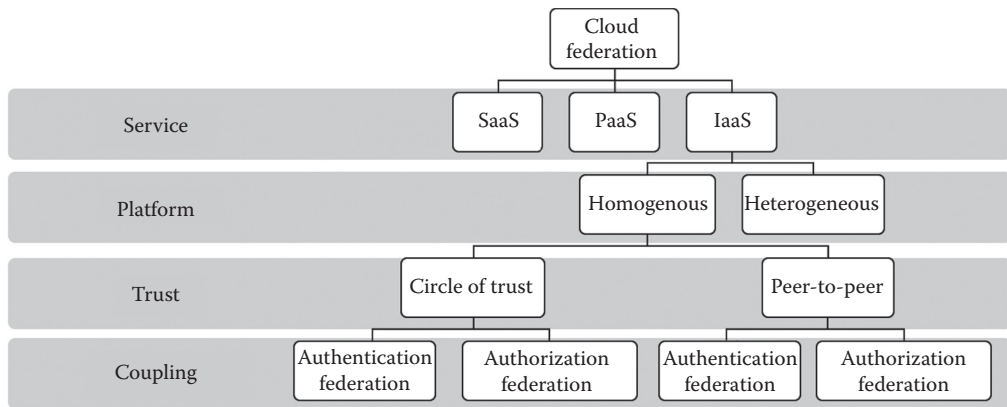 Cloud
federation
Service
SaaS
PaaS
IaaS
Platform
Homogenous
Heterogeneous
Trust
Circle of trust
Peer-to-peer
Coupling
Authentication
federation
Authorization
federation
Authentication
federation
Authorization
federation